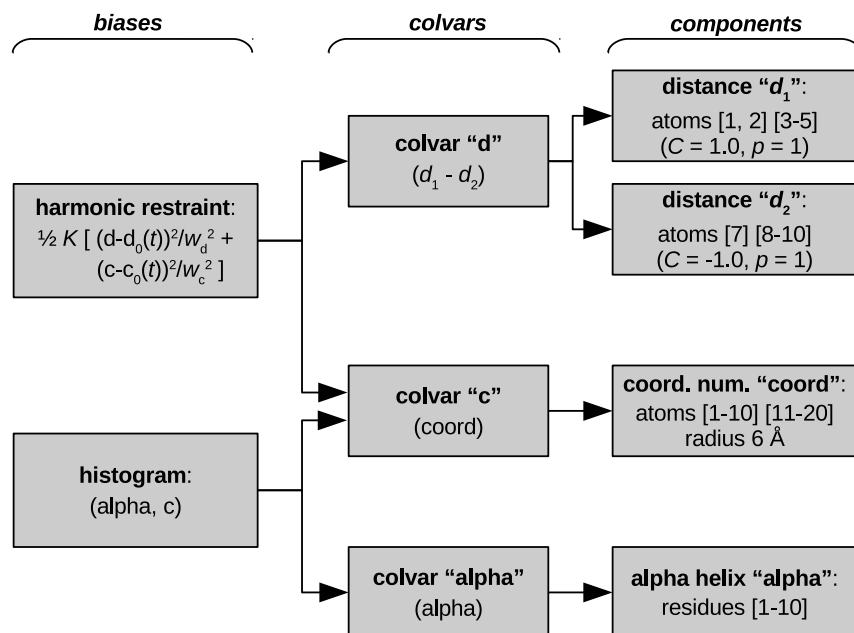 biases
colvars
components
harmonic restraint:
½ K [ (d-d₀(t))²/w_d² +
(c-c₀(t))²/w_c² ]
histogram:
(alpha, c)
colvar “d”
(d₁ - d₂)
colvar “c”
(coord)
colvar “alpha”
(alpha)
distance “d₁”:
atoms [1, 2] [3-5]
(C = 1.0, p = 1)
distance “d₂”:
atoms [7] [8-10]
(C = -1.0, p = 1)
coord. num. “coord”:
atoms [1-10] [11-20]
radius 6 Å
alpha helix “alpha”:
residues [1-10]